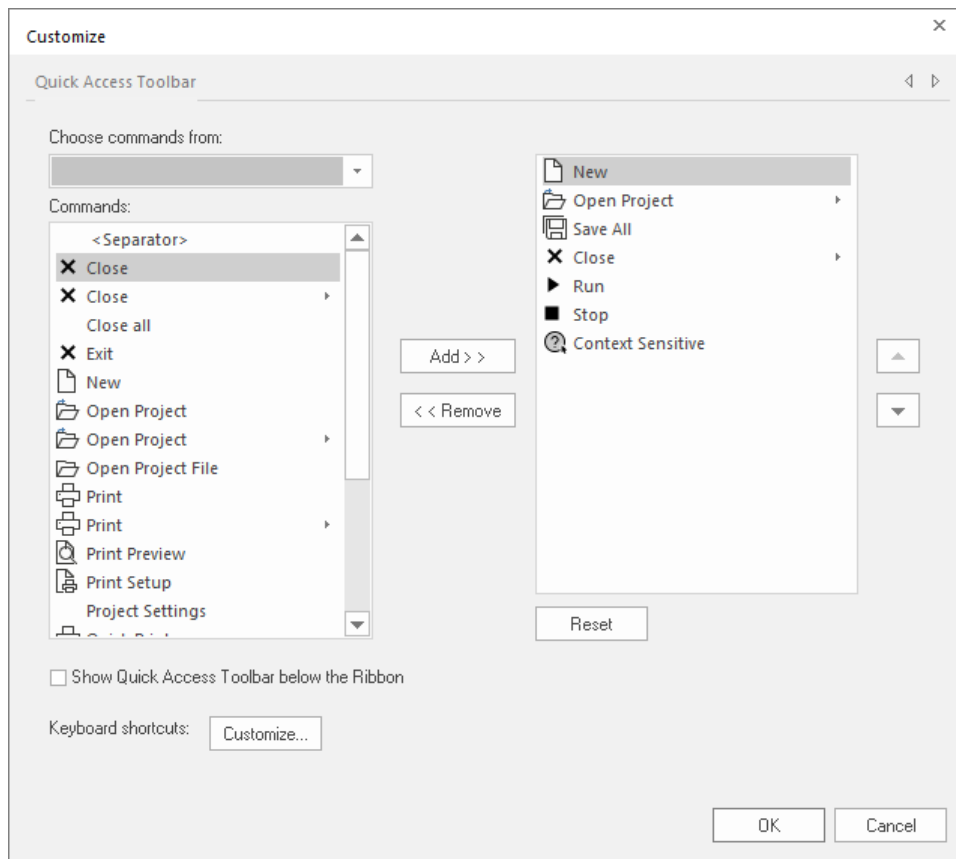 Customize
Quick Access Toolbar
Choose commands from:
Commands:
<Separator>
Close
Close
Close all
Exit
New
Open Project
Open Project
Open Project File
Print
Print
Print Preview
Print Setup
Project Settings
Add > >
< < Remove
New
Open Project
Save All
Close
Run
Stop
Context Sensitive
Reset
Show Quick Access Toolbar below the Ribbon
Keyboard shortcuts:
Customize...
OK
Cancel